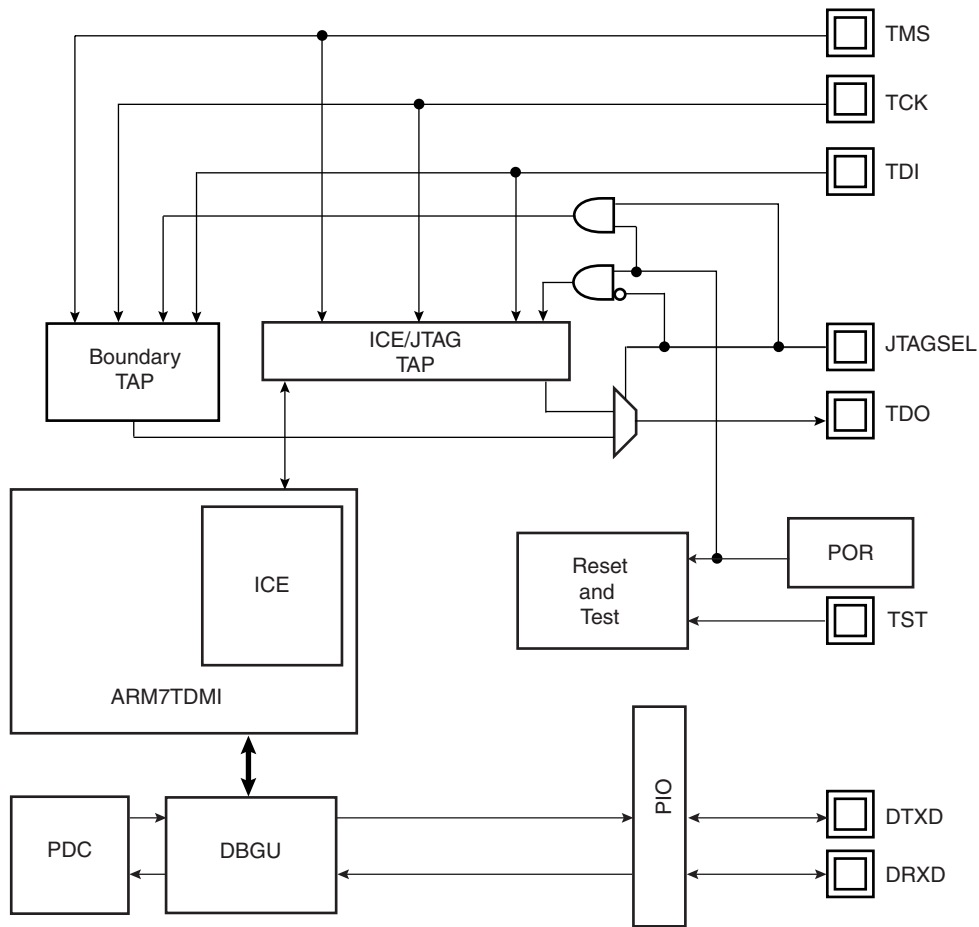 TMS
TCK
TDI
Boundary
TAP
ICE/JTAG
TAP
JTAGSEL
TDO
ICE
ARM7TDMI
Reset
and
Test
POR
TST
PDC
DBGU
PIO
DTXD
DRXD